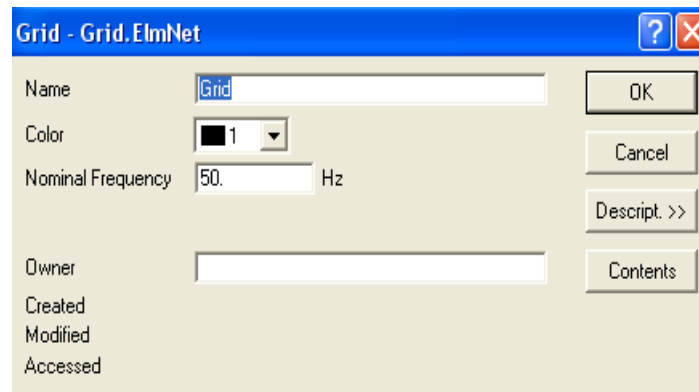 Grid - Grid.ElmNet
Name Grid OK
Color 1
Cancel
Nominal Frequency 50. Hz
Descript. >>
Owner Contents
Created
Modified
Accessed